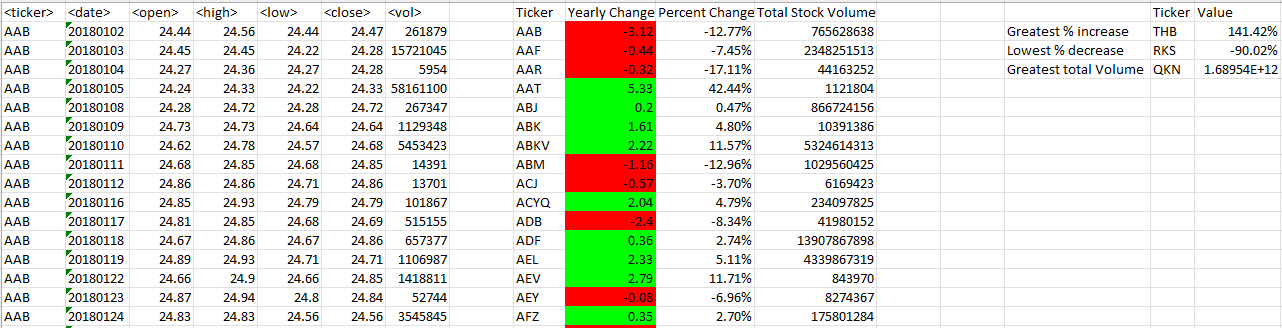 <ticker> <date> <open> <high> <low> <close> <vol> Ticker Yearly Change Percent Change Total Stock Volume Ticker Value
AAB 20180102 24.44 24.56 24.44 24.47 261879 AAB -3.12 -12.77% 765628638 Greatest % increase THB 141.42%
AAB 20180103 24.45 24.45 24.22 24.28 15721045 AAF -0.44 -7.45% 2348251513 Lowest % decrease RKS -90.02%
AAB 20180104 24.27 24.36 24.27 24.28 5954 AAR -0.32 -17.11% 44163252 Greatest total Volume QKN 1.68954E+12
AAB 20180105 24.24 24.33 24.22 24.33 58161100 AAT 5.33 42.44% 1121804
AAB 20180108 24.28 24.72 24.28 24.72 267347 ABJ 0.2 0.47% 866724156
AAB 20180109 24.73 24.73 24.64 24.64 1129348 ABK 1.61 4.80% 10391386
AAB 20180110 24.62 24.78 24.57 24.68 5453423 ABKV 2.22 11.57% 5324614313
AAB 20180111 24.68 24.85 24.68 24.85 14391 ABM -1.16 -12.96% 1029560425
AAB 20180112 24.86 24.86 24.71 24.86 13701 ACJ -0.57 -3.70% 6169423
AAB 20180116 24.85 24.93 24.79 24.79 101867 ACYQ 2.04 4.79% 234097825
AAB 20180117 24.81 24.85 24.68 24.69 515155 ADB -2.4 -8.34% 41980152
AAB 20180118 24.67 24.86 24.67 24.86 657377 ADF 0.36 2.74% 13907867898
AAB 20180119 24.89 24.93 24.71 24.71 1106987 AEL 2.33 5.11% 4339867319
AAB 20180122 24.66 24.9 24.66 24.85 1418811 AEV 2.79 11.71% 843970
AAB 20180123 24.87 24.94 24.8 24.84 52744 AEY -0.08 -6.96% 8274367
AAB 20180124 24.83 24.83 24.56 24.56 3545845 AFZ 0.35 2.70% 175801284